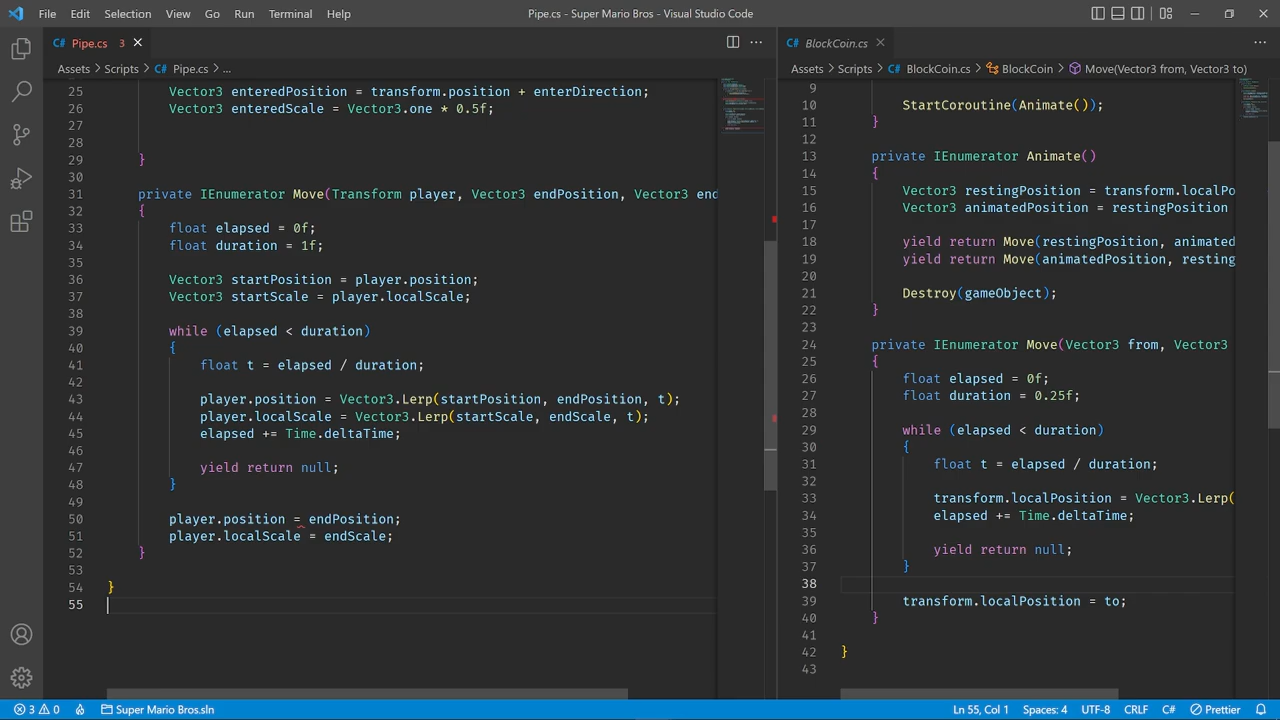 File Edit Selection View Go Run Terminal Help
Pipe.cs - Super Mario Bros - Visual Studio Code
C# Pipe.cs 3
Assets > Scripts > C# Pipe.cs > ...
25 Vector3 enteredPosition = transform.position + enterDirection;
26 Vector3 enteredScale = Vector3.one * 0.5f;
27
28
29 }
30
31 private IEnumerator Move(Transform player, Vector3 endPosition, Vector3 end
32 {
33 float elapsed = 0f;
34 float duration = 1f;
35
36 Vector3 startPosition = player.position;
37 Vector3 startScale = player.localScale;
38
39 while (elapsed < duration)
40 {
41 float t = elapsed / duration;
42
43 player.position = Vector3.Lerp(startPosition, endPosition, t);
44 player.localScale = Vector3.Lerp(startScale, endScale, t);
45 elapsed += Time.deltaTime;
46
47 yield return null;
48 }
49
50 player.position = endPosition;
51 player.localScale = endScale;
52 }
53
54 }
55
C# BlockCoin.cs
Assets > Scripts > C# BlockCoin.cs > BlockCoin > Move(Vector3 from, Vector3 to)
9
10 StartCoroutine(Animate());
11 }
12
13 private IEnumerator Animate()
14 {
15 Vector3 restingPosition = transform.localPo
16 Vector3 animatedPosition = restingPosition
17
18 yield return Move(restingPosition, animated
19 yield return Move(animatedPosition, resting
20
21 Destroy(gameObject);
22 }
23
24 private IEnumerator Move(Vector3 from, Vector3
25 {
26 float elapsed = 0f;
27 float duration = 0.25f;
28
29 while (elapsed < duration)
30 {
31 float t = elapsed / duration;
32
33 transform.localPosition = Vector3.Lerp(
34 elapsed += Time.deltaTime;
35
36 yield return null;
37 }
38
39 transform.localPosition = to;
40 }
41
42 }
43
3 0 Super Mario Bros.sln Ln 55, Col 1 Spaces: 4 UTF-8 CRLF C# Prettier